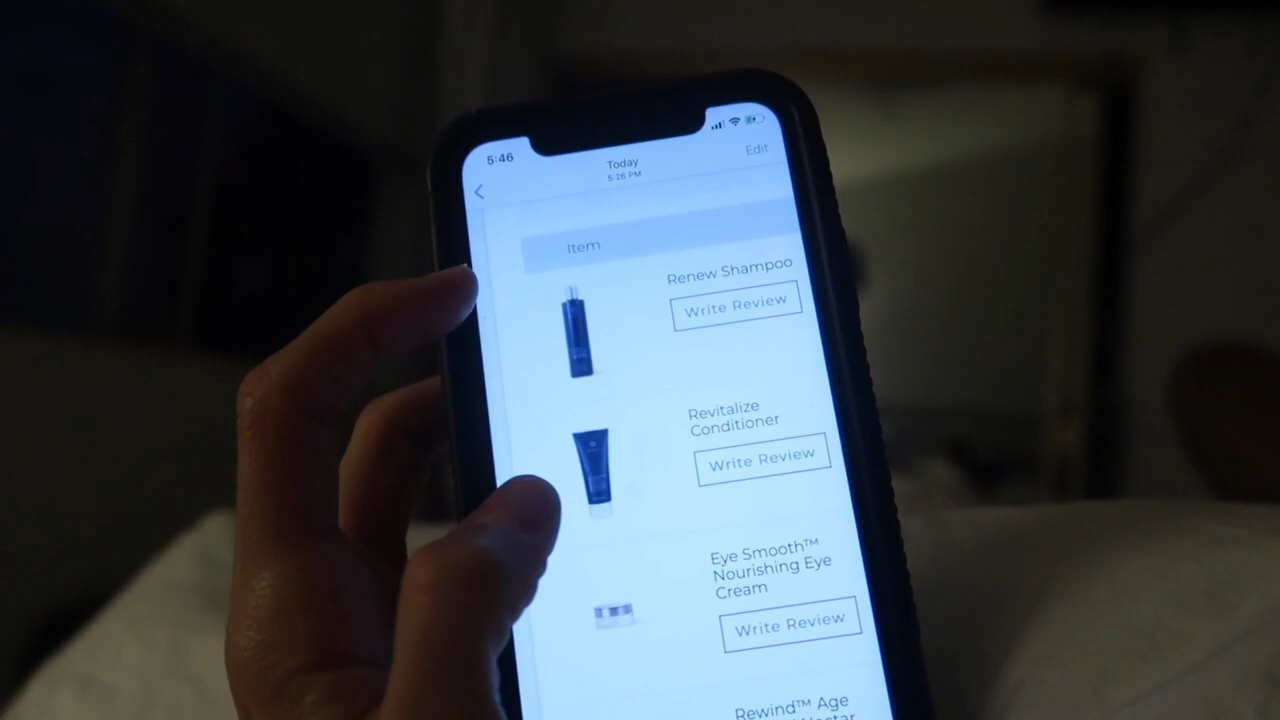 5:46
Today
5:26 PM
Edit
Item
Renew Shampoo
Write Review
Revitalize
Conditioner
Write Review
Eye Smooth™
Nourishing Eye
Cream
Write Review
Rewind™ Age
Nectar